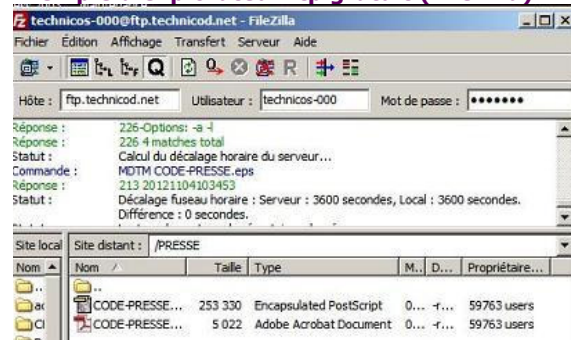 technicos-000@ftp.technicod.net - FileZilla
Fichier Édition Affichage Transfert Serveur Aide
Hôte : ftp.technicod.net Utilisateur : technicos-000 Mot de passe : •••••••
Réponse : 226-Options: -a -l
Réponse : 226 4 matches total
Statut : Calcul du décalage horaire du serveur...
Commande : MDTM CODE-PRESSE.eps
Réponse : 213 20121104103453
Statut : Décalage fuseau horaire : Serveur : 3600 secondes, Local : 3600 secondes.
Différence : 0 secondes.
Site local Site distant : /PRESSE
Nom Nom Taille Type M... D... Propriétaire...
.. ..
CODE-PRESSE... 253 330 Encapsulated PostScript 0... -r... 59763 users
CODE-PRESSE... 5 022 Adobe Acrobat Document 0... -r... 59763 users